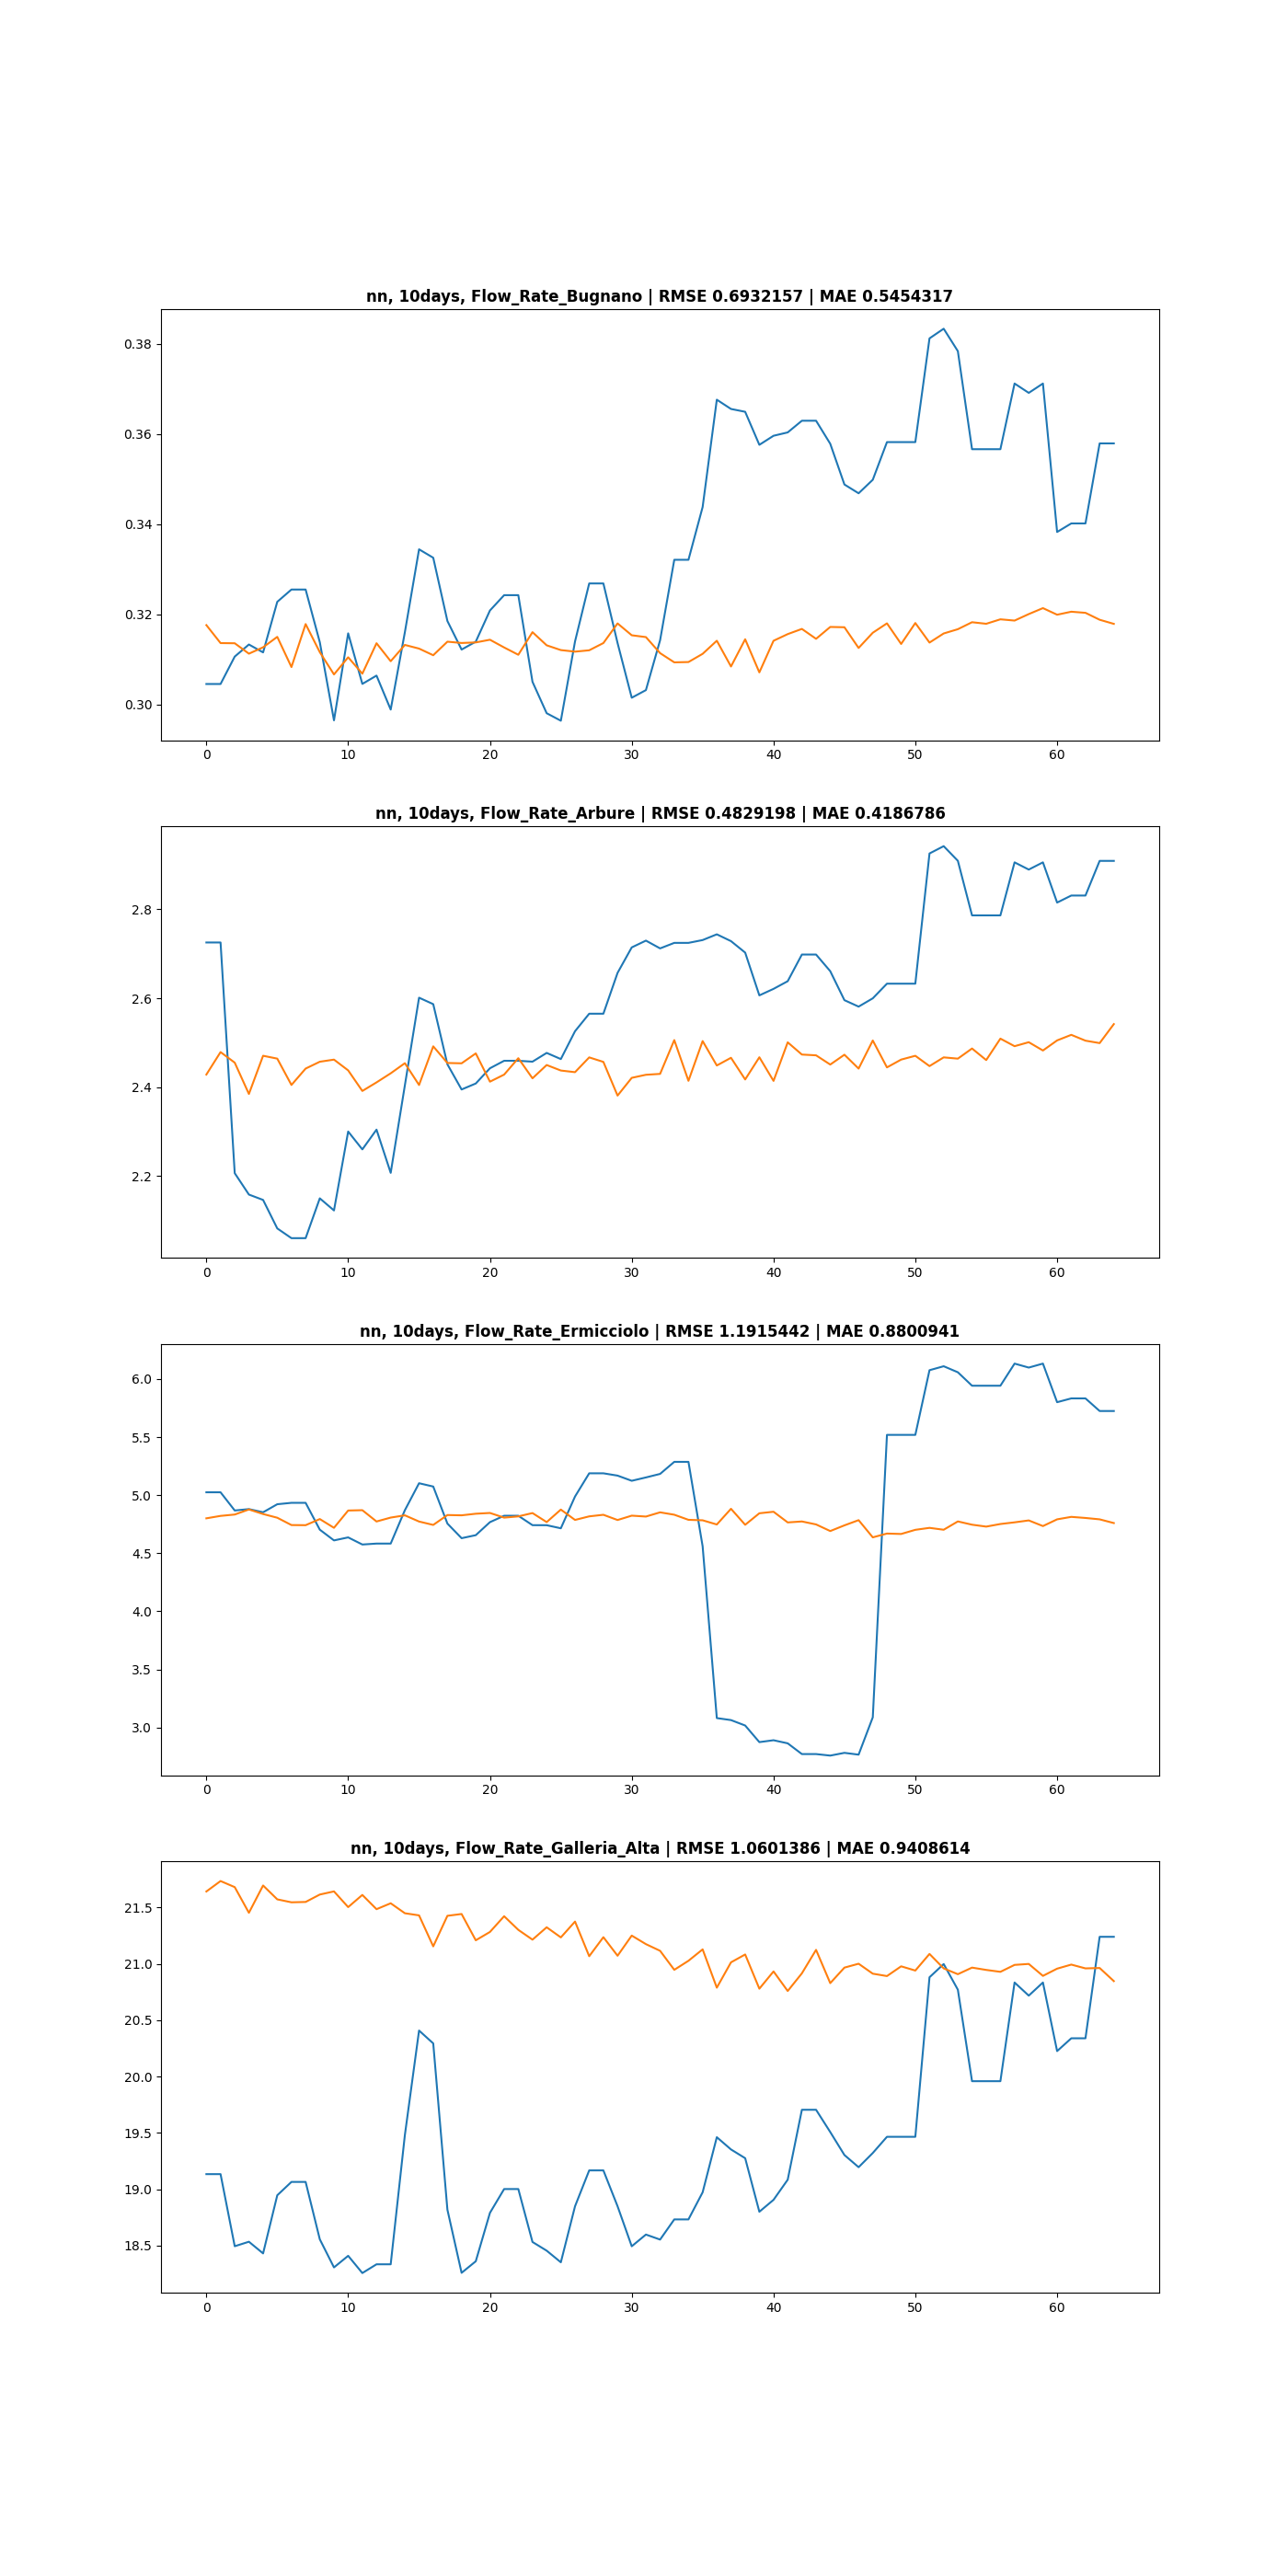 nn, 10days, Flow_Rate_Bugnano | RMSE 0.6932157 | MAE 0.5454317
0.38
0.36
0.34
0.32
0.30
0 10 20 30 40 50 60
nn, 10days, Flow_Rate_Arbure | RMSE 0.4829198 | MAE 0.4186786
2.8
2.6
2.4
2.2
0 10 20 30 40 50 60
nn, 10days, Flow_Rate_Ermicciolo | RMSE 1.1915442 | MAE 0.8800941
6.0
5.5
5.0
4.5
4.0
3.5
3.0
0 10 20 30 40 50 60
nn, 10days, Flow_Rate_Galleria_Alta | RMSE 1.0601386 | MAE 0.9408614
21.5
21.0
20.5
20.0
19.5
19.0
18.5
0 10 20 30 40 50 60